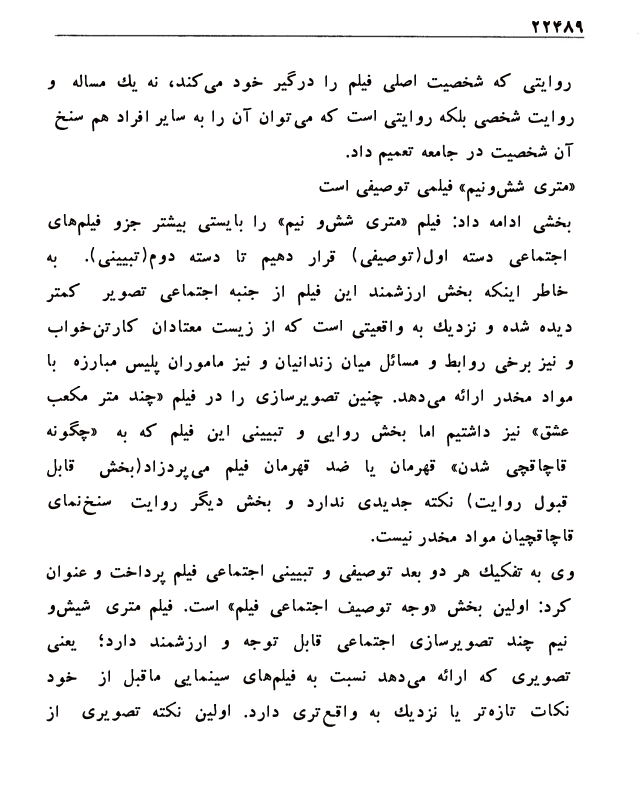 ۲۲۴۸۹
روایتی که شخصیت اصلی فیلم را درگیر خود می‌کند، نه یك مساله و
روایت شخصی بلکه روایتی است که می‌توان آن را به سایر افراد هم سنخ
آن شخصیت در جامعه تعمیم داد.
«متری شش‌ونیم» فیلمی توصیفی است
بخشی ادامه داد: فیلم «متری شش‌و نیم» را بایستی بیشتر جزو فیلم‌های
اجتماعی دسته اول(توصیفی) قرار دهیم تا دسته دوم(تبیینی). به
خاطر اینکه بخش ارزشمند این فیلم از جنبه اجتماعی تصویر کمتر
دیده شده و نزدیك به واقعیتی است که از زیست معتادان کارتن‌خواب
و نیز برخی روابط و مسائل میان زندانیان و نیز ماموران پلیس مبارزه با
مواد مخدر ارائه می‌دهد. چنین تصویرسازی را در فیلم «چند متر مکعب
عشق» نیز داشتیم اما بخش روایی و تبیینی این فیلم که به «چگونه
قاچاقچی شدن» قهرمان یا ضد قهرمان فیلم می‌پردزاد(بخش قابل
قبول روایت) نکته جدیدی ندارد و بخش دیگر روایت سنخ‌نمای
قاچاقچیان مواد مخدر نیست.
وی به تفکیك هر دو بعد توصیفی و تبیینی اجتماعی فیلم پرداخت و عنوان
کرد: اولین بخش «وجه توصیف اجتماعی فیلم» است. فیلم متری شیش‌و
نیم چند تصویرسازی اجتماعی قابل توجه و ارزشمند دارد؛ یعنی
تصویری که ارائه می‌دهد نسبت به فیلم‌های سینمایی ماقبل از خود
نکات تازه‌تر یا نزدیك به واقع‌تری دارد. اولین نکته تصویری از